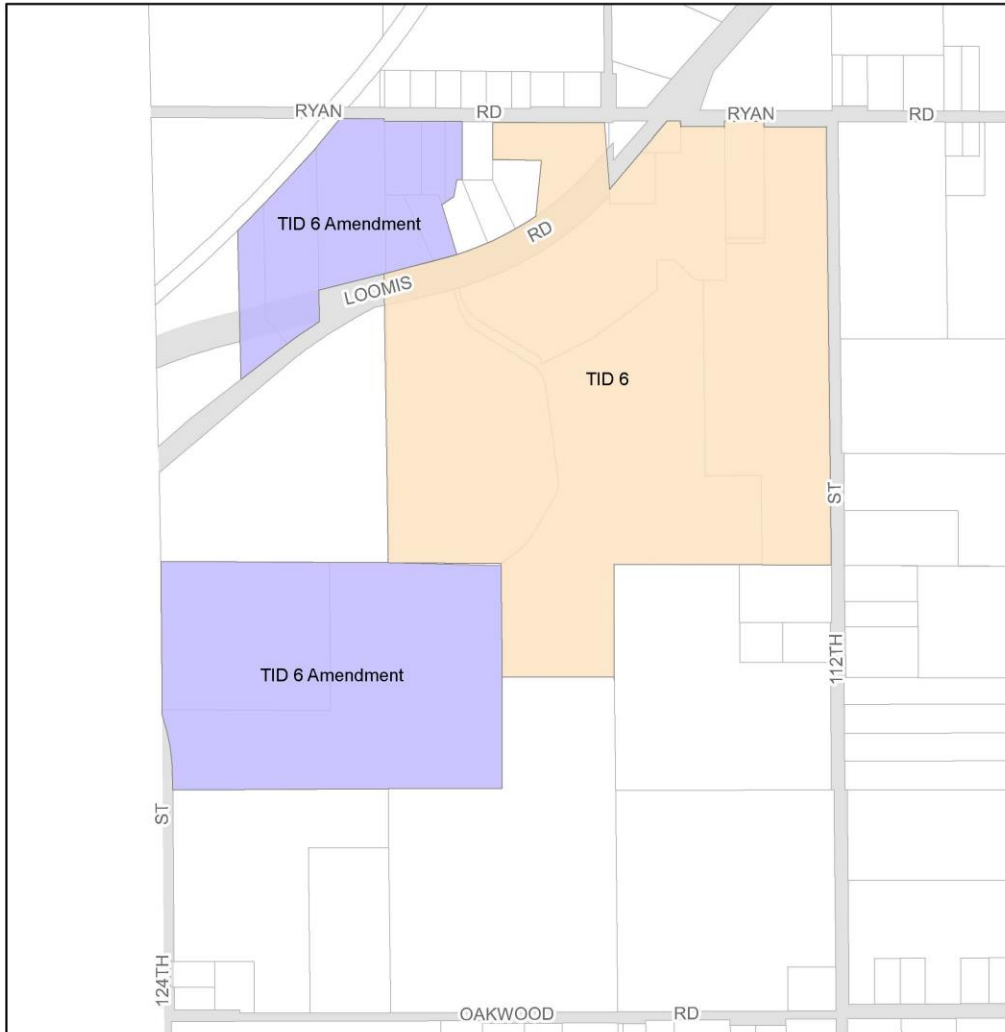 RYAN RD RYAN RD
TID 6 Amendment
LOOMIS RD
TID 6
TID 6 Amendment
112TH ST
124TH ST
OAKWOOD RD